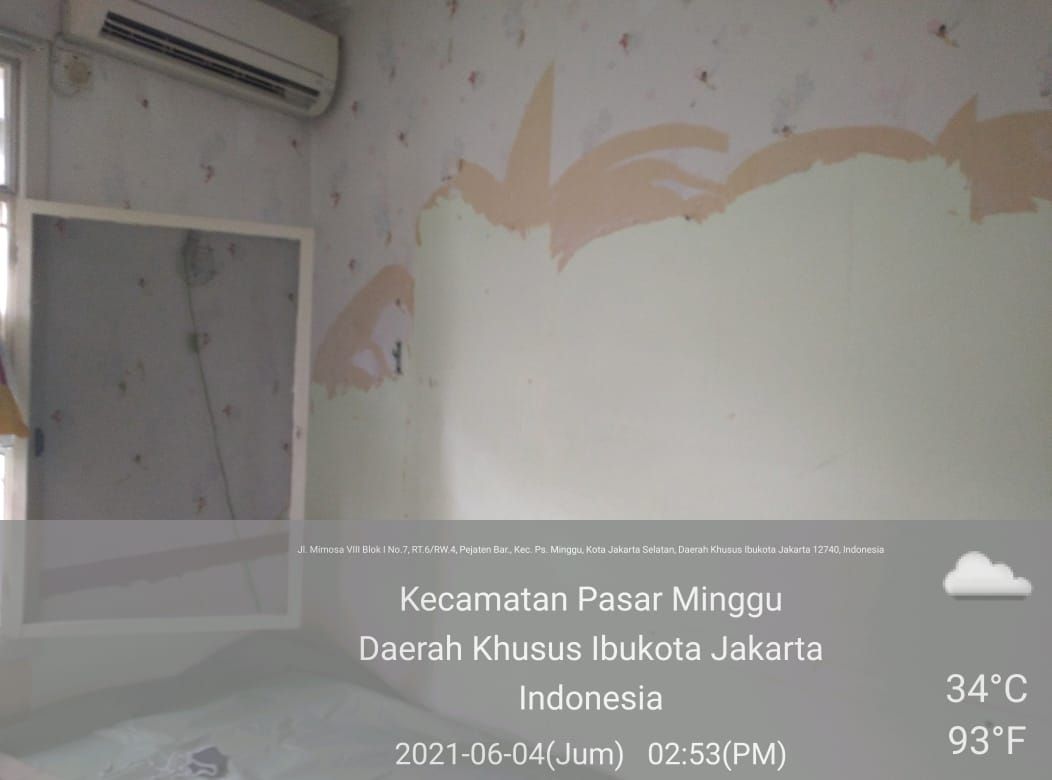 Jl. Mimosa VIII Blok I No.7, RT.6/RW.4, Pejaten Bar., Kec. Ps. Minggu, Kota Jakarta Selatan, Daerah Khusus Ibukota Jakarta 12740, Indonesia
Kecamatan Pasar Minggu
Daerah Khusus Ibukota Jakarta
Indonesia
2021-06-04(Jum) 02:53(PM)
34°C
93°F